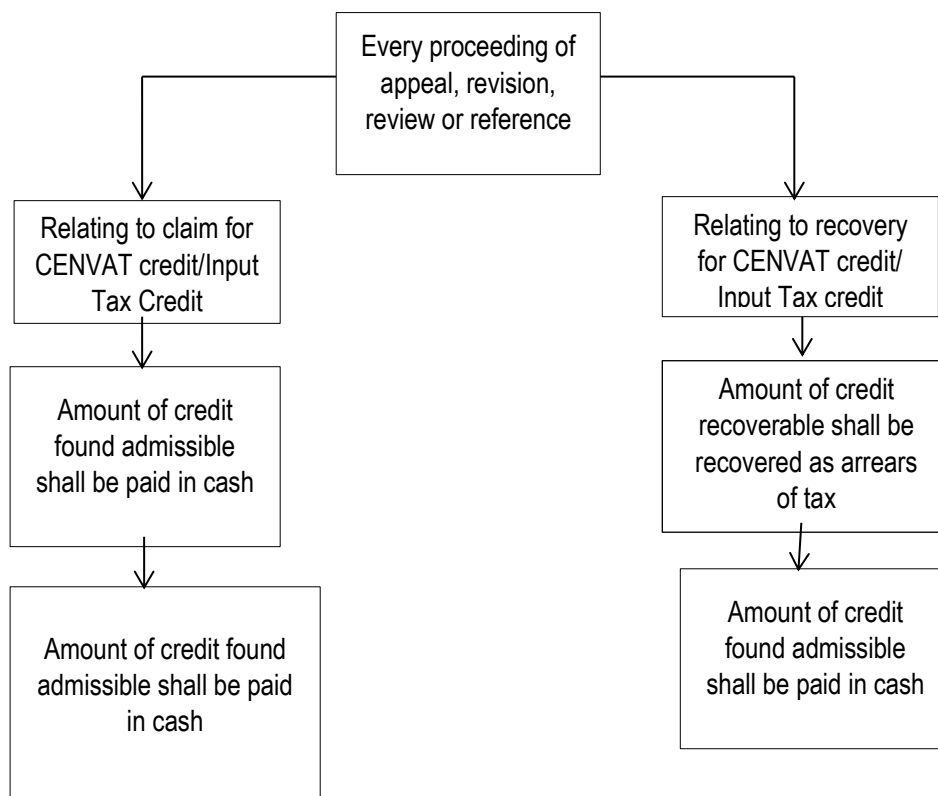 Every proceeding of
appeal, revision,
review or reference
Relating to claim for
CENVAT credit/Input
Tax Credit
Relating to recovery
for CENVAT credit/
Input Tax credit
Amount of credit
found admissible
shall be paid in cash
Amount of credit
recoverable shall be
recovered as arrears
of tax
Amount of credit found
admissible shall be paid
in cash
Amount of credit
found admissible
shall be paid in cash